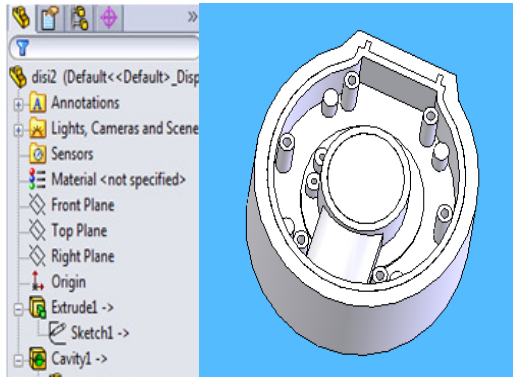 »
disi2 (Default<<Default>_Disp
Annotations
Lights, Cameras and Scene
Sensors
Material <not specified>
Front Plane
Top Plane
Right Plane
Origin
Extrude1 ->
Sketch1 ->
Cavity1 ->